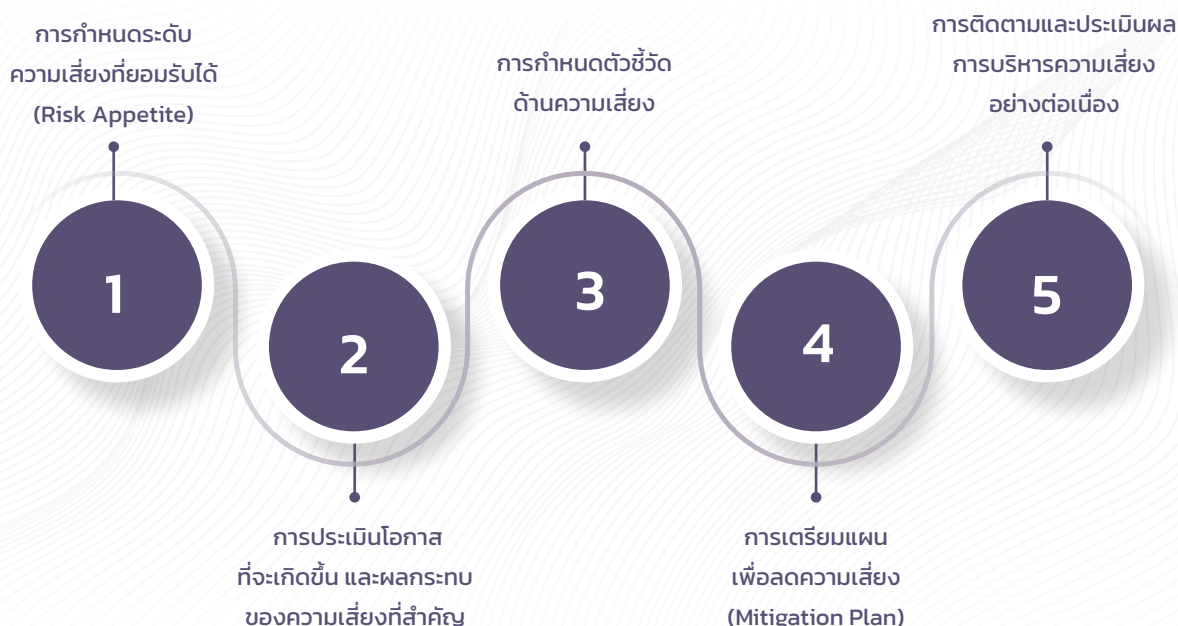 การกำหนดระดับ
ความเสี่ยงที่ยอมรับได้
(Risk Appetite)
1
การประเมินโอกาส
ที่จะเกิดขึ้น และผลกระทบ
ของความเสี่ยงที่สำคัญ
2
การกำหนดตัวชี้วัด
ด้านความเสี่ยง
3
การเตรียมแผน
เพื่อลดความเสี่ยง
(Mitigation Plan)
4
การติดตามและประเมินผล
การบริหารความเสี่ยง
อย่างต่อเนื่อง
5